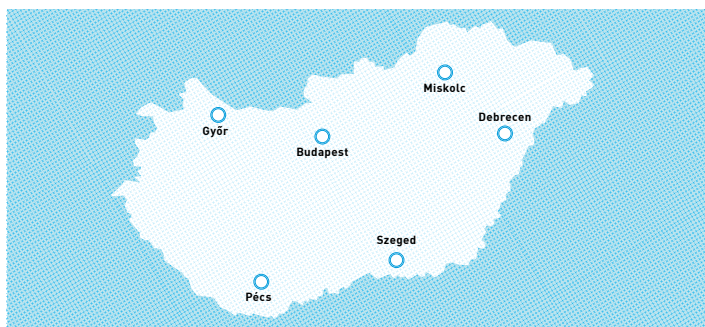 Miskolc
Debrecen
Győr
Budapest
Szeged
Pécs